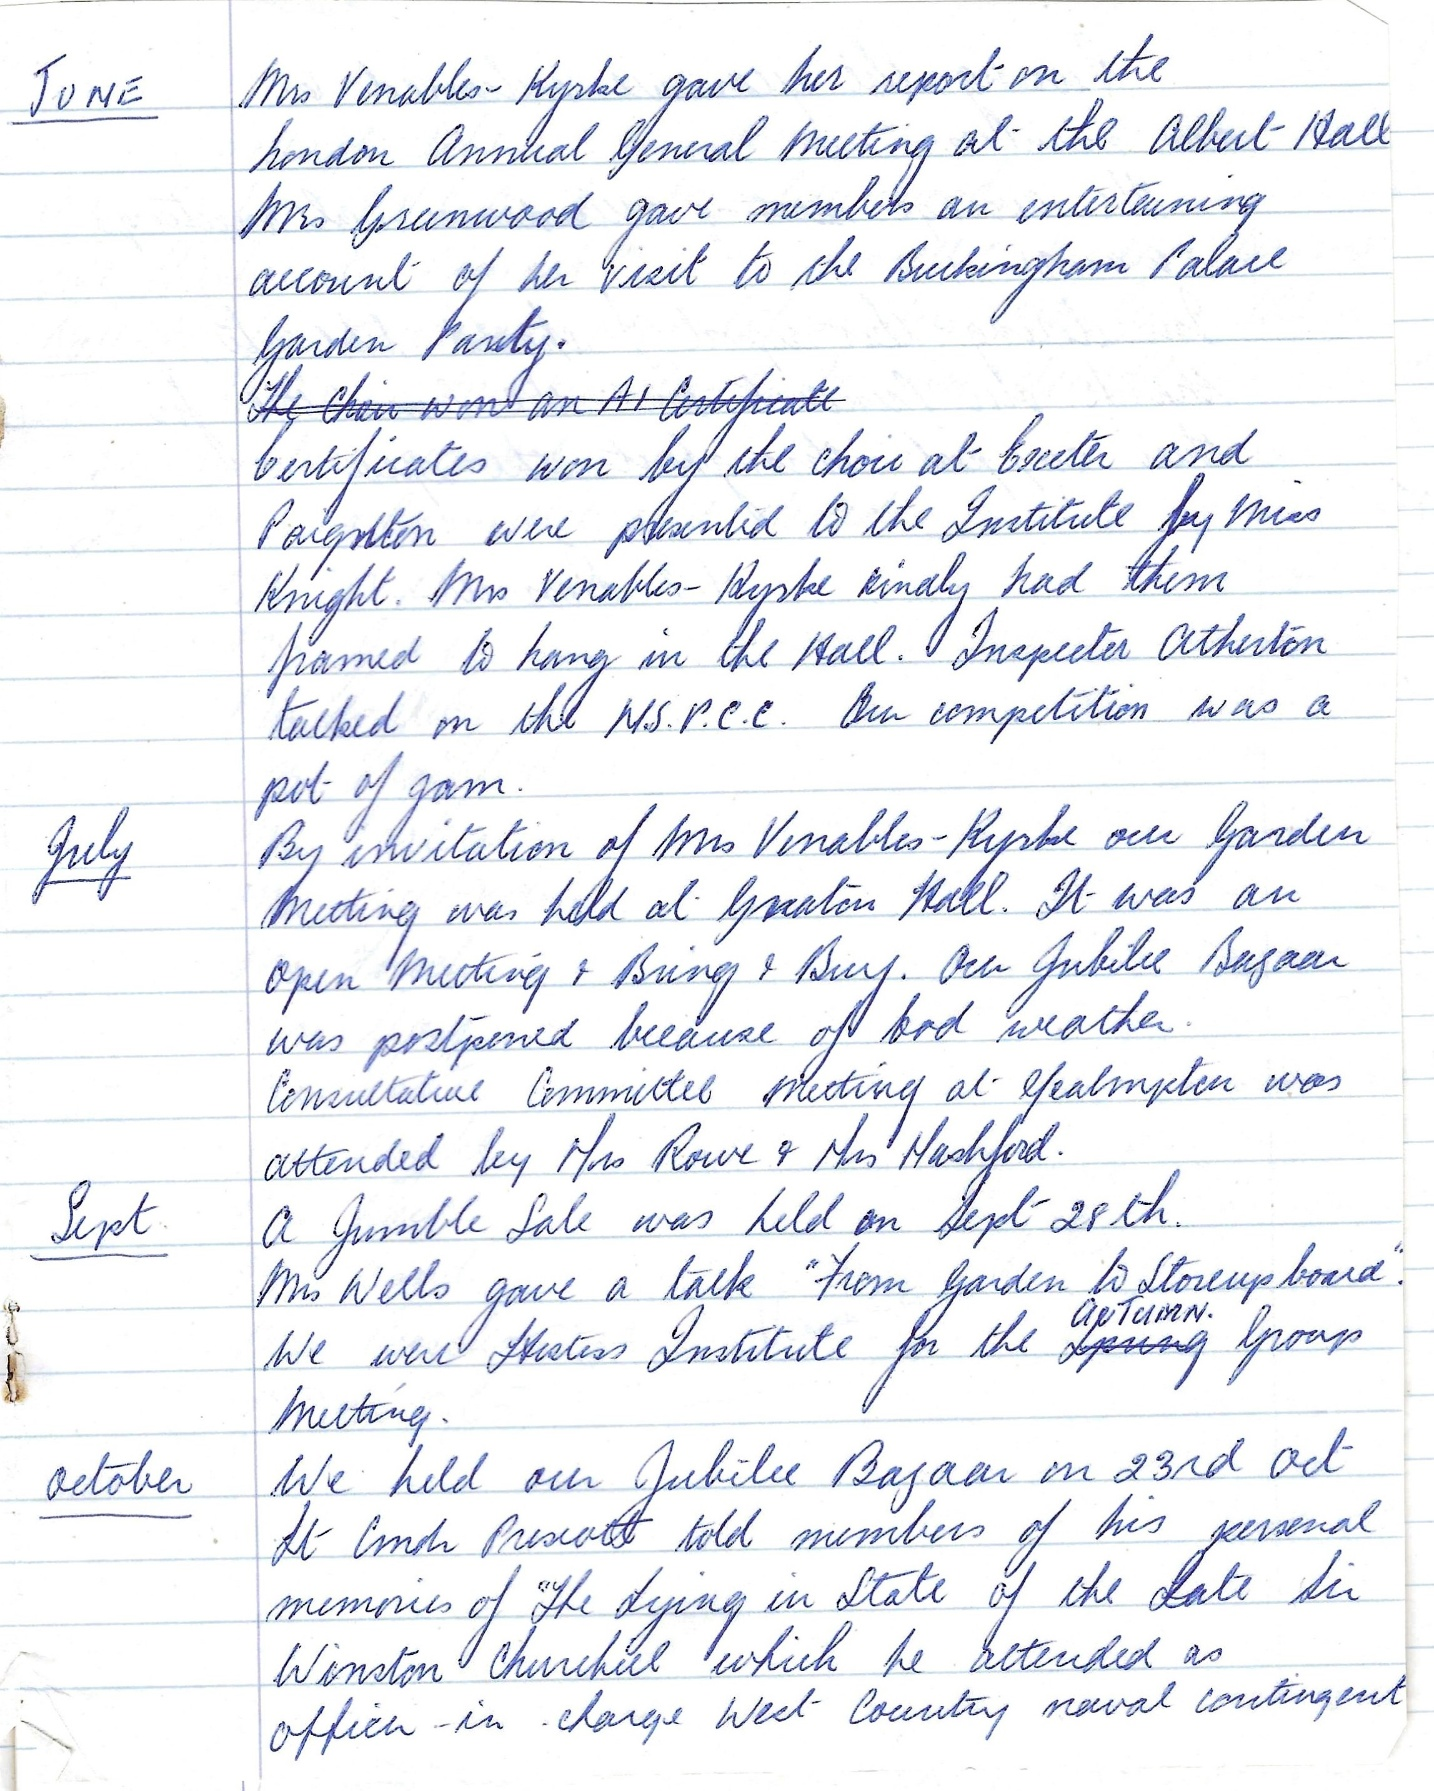 JUNE Mrs Venables-Kyrke gave her report on the
London Annual General Meeting at the Albert Hall
Mrs Greenwood gave members an entertaining
account of her visit to the Buckingham Palace
Garden Party.
The Choir won an A1 Certificate
Certificates won by the choir at Exeter and
Paignton were presented to the Institute by Miss
Knight. Mrs Venables-Kyrke kindly had them
framed to hang in the Hall. Inspector Atherton
talked on the N.S.P.C.C. Our competition was a
pot of jam.
July By invitation of Mrs Venables-Kyrke our Garden
Meeting was held at Gnaton Hall. It was an
open Meeting & Bring & Buy. Our Jubilee Bazaar
was postponed because of bad weather.
Consultative Committee Meeting at Yealmpton was
attended by Mrs Rowe & Mrs Mashford.
Sept A Jumble Sale was held on Sept 28th.
Mrs Wells gave a talk "From Garden to Storecupboard".
AUTUMN.
We were Hostess Institute for the Spring Group
Meeting.
October We held our Jubilee Bazaar on 23rd Oct
Lt Cmdr Prescott told members of his personal
memories of "The Lying in State of the Late Sir
Winston Churchill which he attended as
officer-in-charge West Country naval contingent